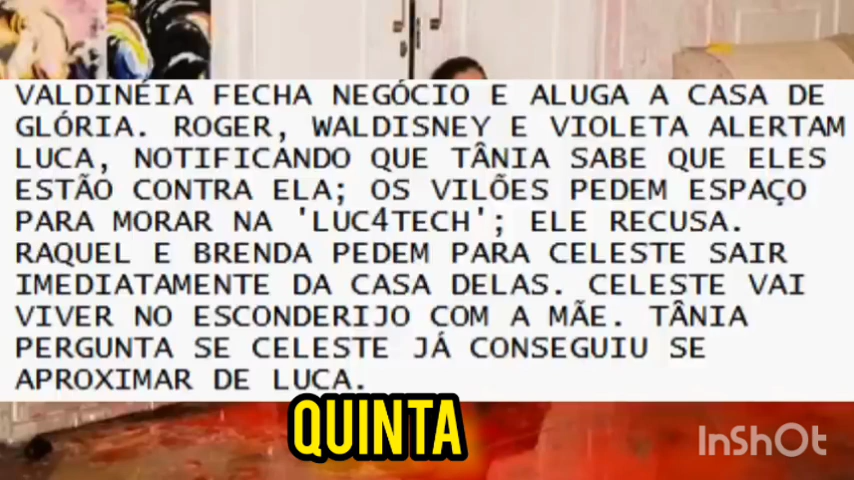 VALDINÉIA FECHA NEGÓCIO E ALUGA A CASA DE
GLÓRIA. ROGER, WALDISNEY E VIOLETA ALERTAM
LUCA, NOTIFICANDO QUE TÂNIA SABE QUE ELES
ESTÃO CONTRA ELA; OS VILÕES PEDEM ESPAÇO
PARA MORAR NA 'LUC4TECH'; ELE RECUSA.
RAQUEL E BRENDA PEDEM PARA CELESTE SAIR
IMEDIATAMENTE DA CASA DELAS. CELESTE VAI
VIVER NO ESCONDERIJO COM A MÃE. TÂNIA
PERGUNTA SE CELESTE JÁ CONSEGUIU SE
APROXIMAR DE LUCA.
QUINTA
InShOt